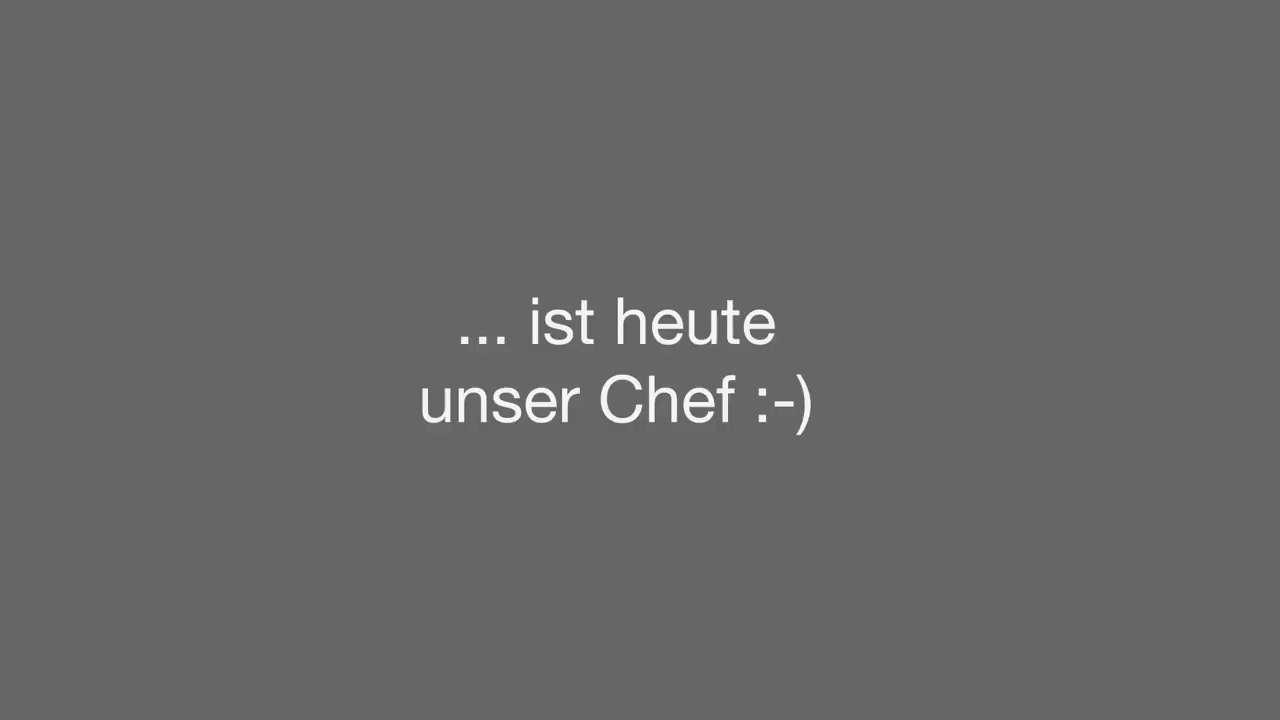 ... ist heute
unser Chef :-)